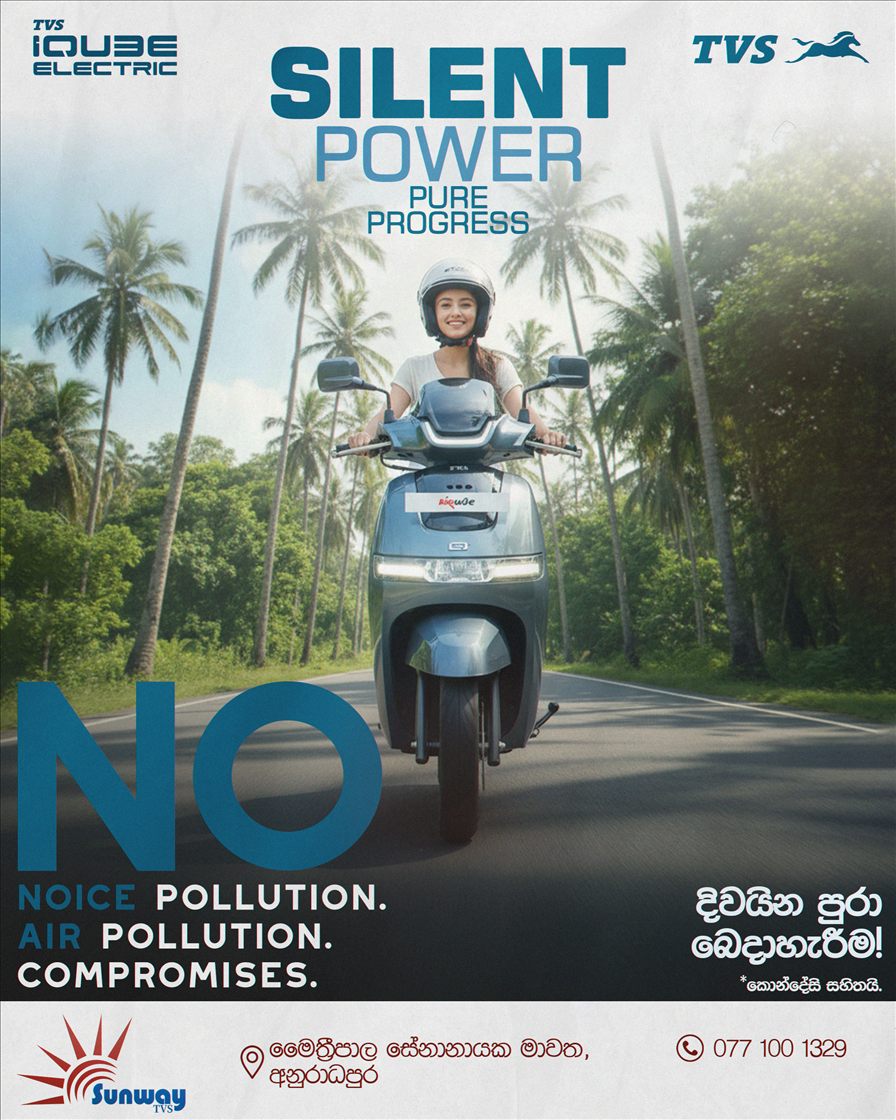 TVS
iQUBE
ELECTRIC
TVS
SILENT
POWER
PURE
PROGRESS
NO
NOICE POLLUTION.
AIR POLLUTION.
COMPROMISES.
දිවයින පුරා
බෙදාහැරීම!
*කොන්දේසි සහිතයි.
Sunway
TVS
මෛත්‍රීපාල සේනානායක මාවත,
අනුරාධපුර
077 100 1329